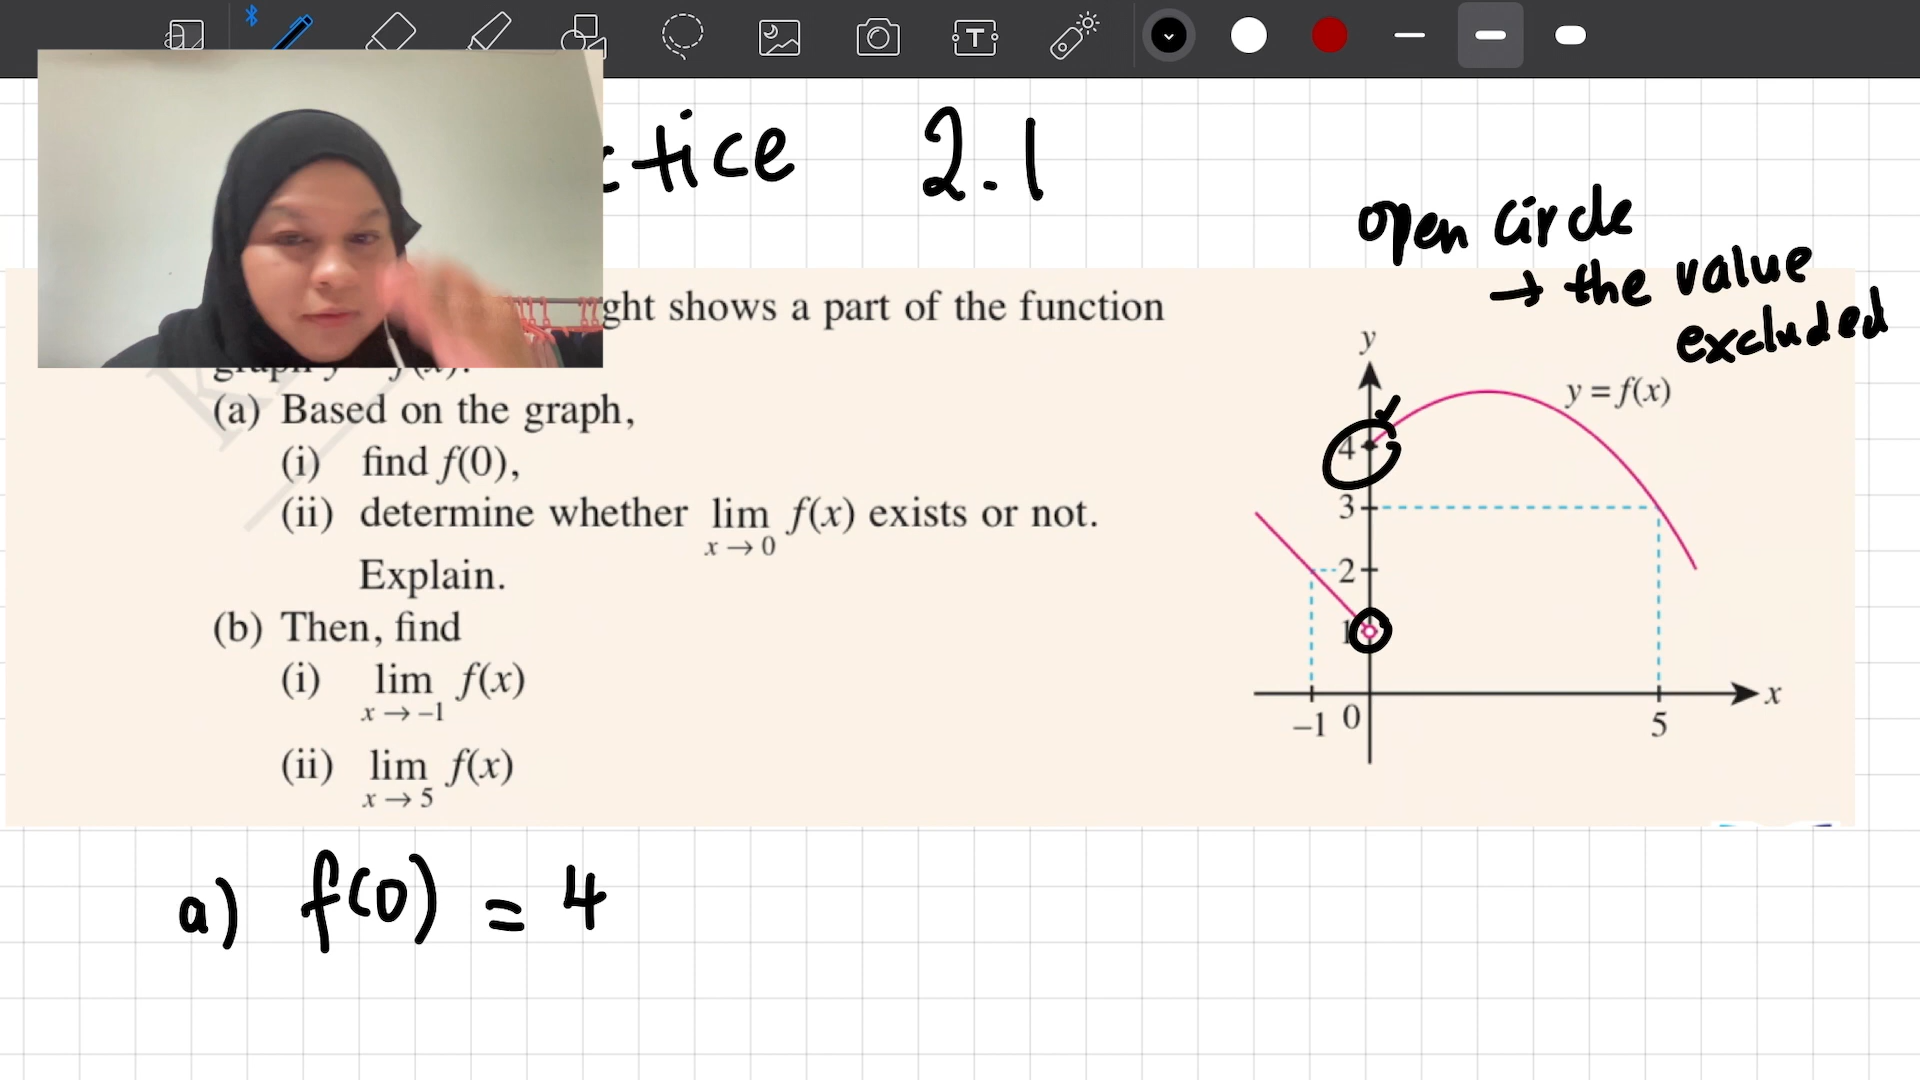 2.1
open circle
→ the value
excluded
ght shows a part of the function
(a) Based on the graph,
(i) find f(0),
(ii) determine whether lim f(x) exists or not.
x → 0
Explain.
(b) Then, find
(i) lim f(x)
x → –1
(ii) lim f(x)
x → 5
y
y = f(x)
4
3
2
1
–1 0 5 x
a) f(0) = 4